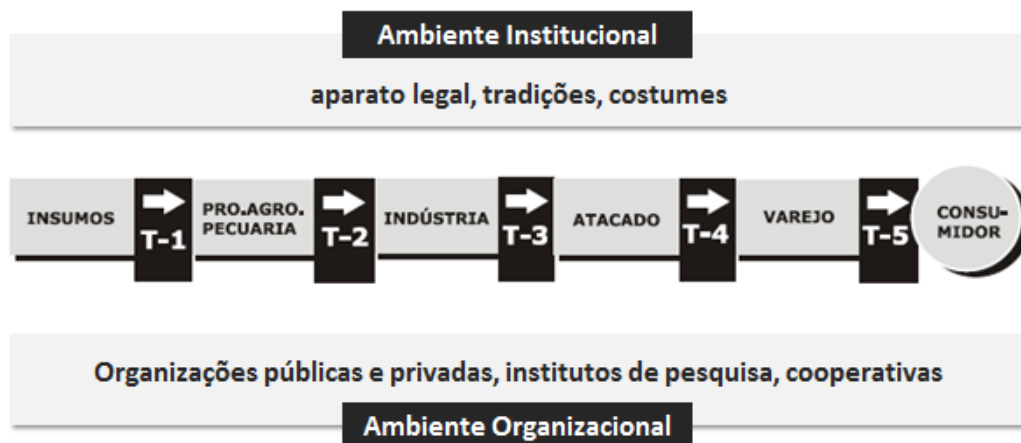 Ambiente Institucional
aparato legal, tradições, costumes
INSUMOS
T-1
PRO.AGRO.
PECUARIA
T-2
INDÚSTRIA
T-3
ATACADO
T-4
VAREJO
T-5
CONSU-
MIDOR
Organizações públicas e privadas, institutos de pesquisa, cooperativas
Ambiente Organizacional